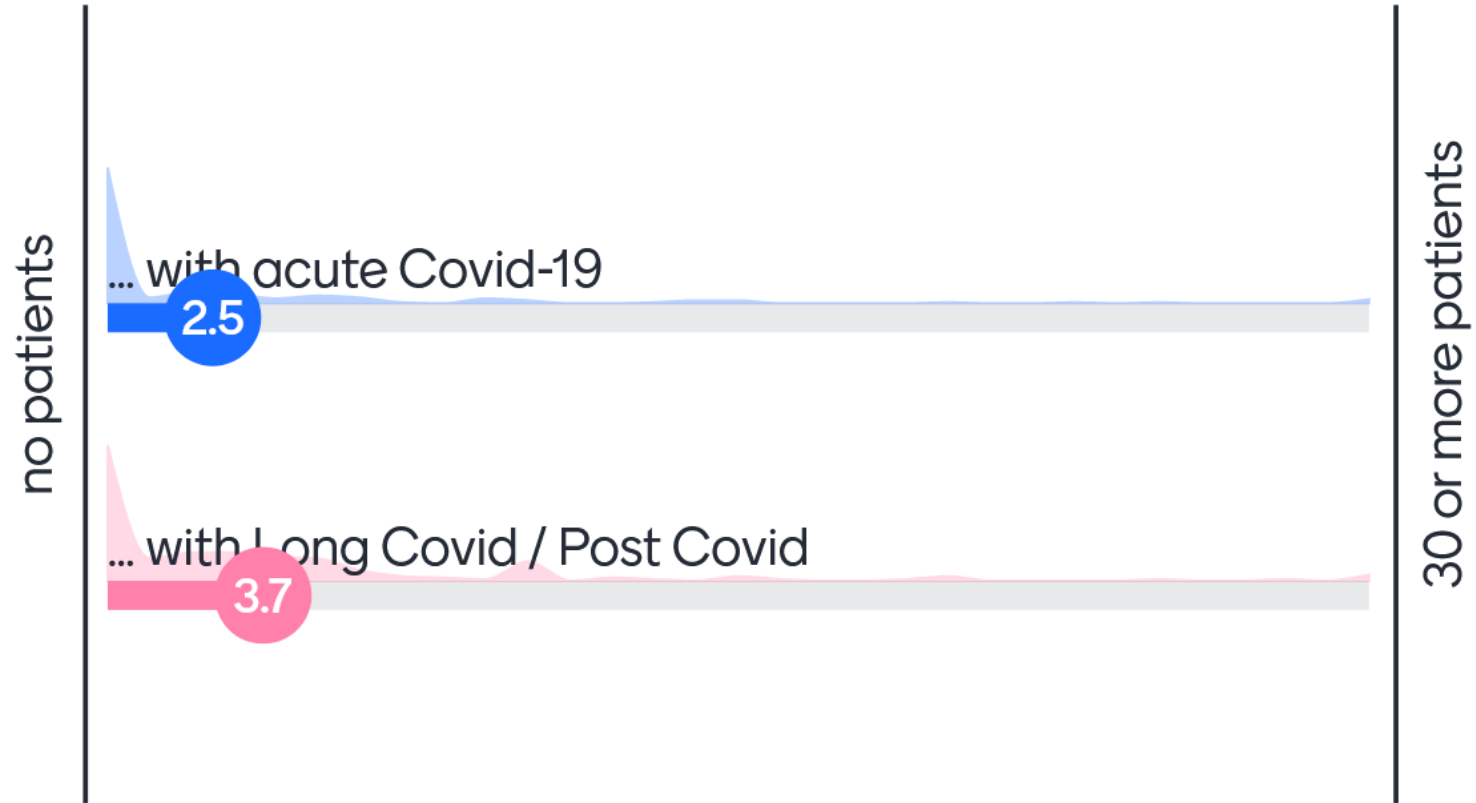 no patients
... with acute Covid-19
2.5
... with Long Covid / Post Covid
3.7
30 or more patients